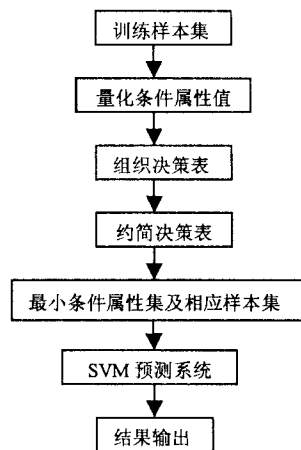 训练样本集
量化条件属性值
组织决策表
约简决策表
最小条件属性集及相应样本集
SVM 预测系统
结果输出